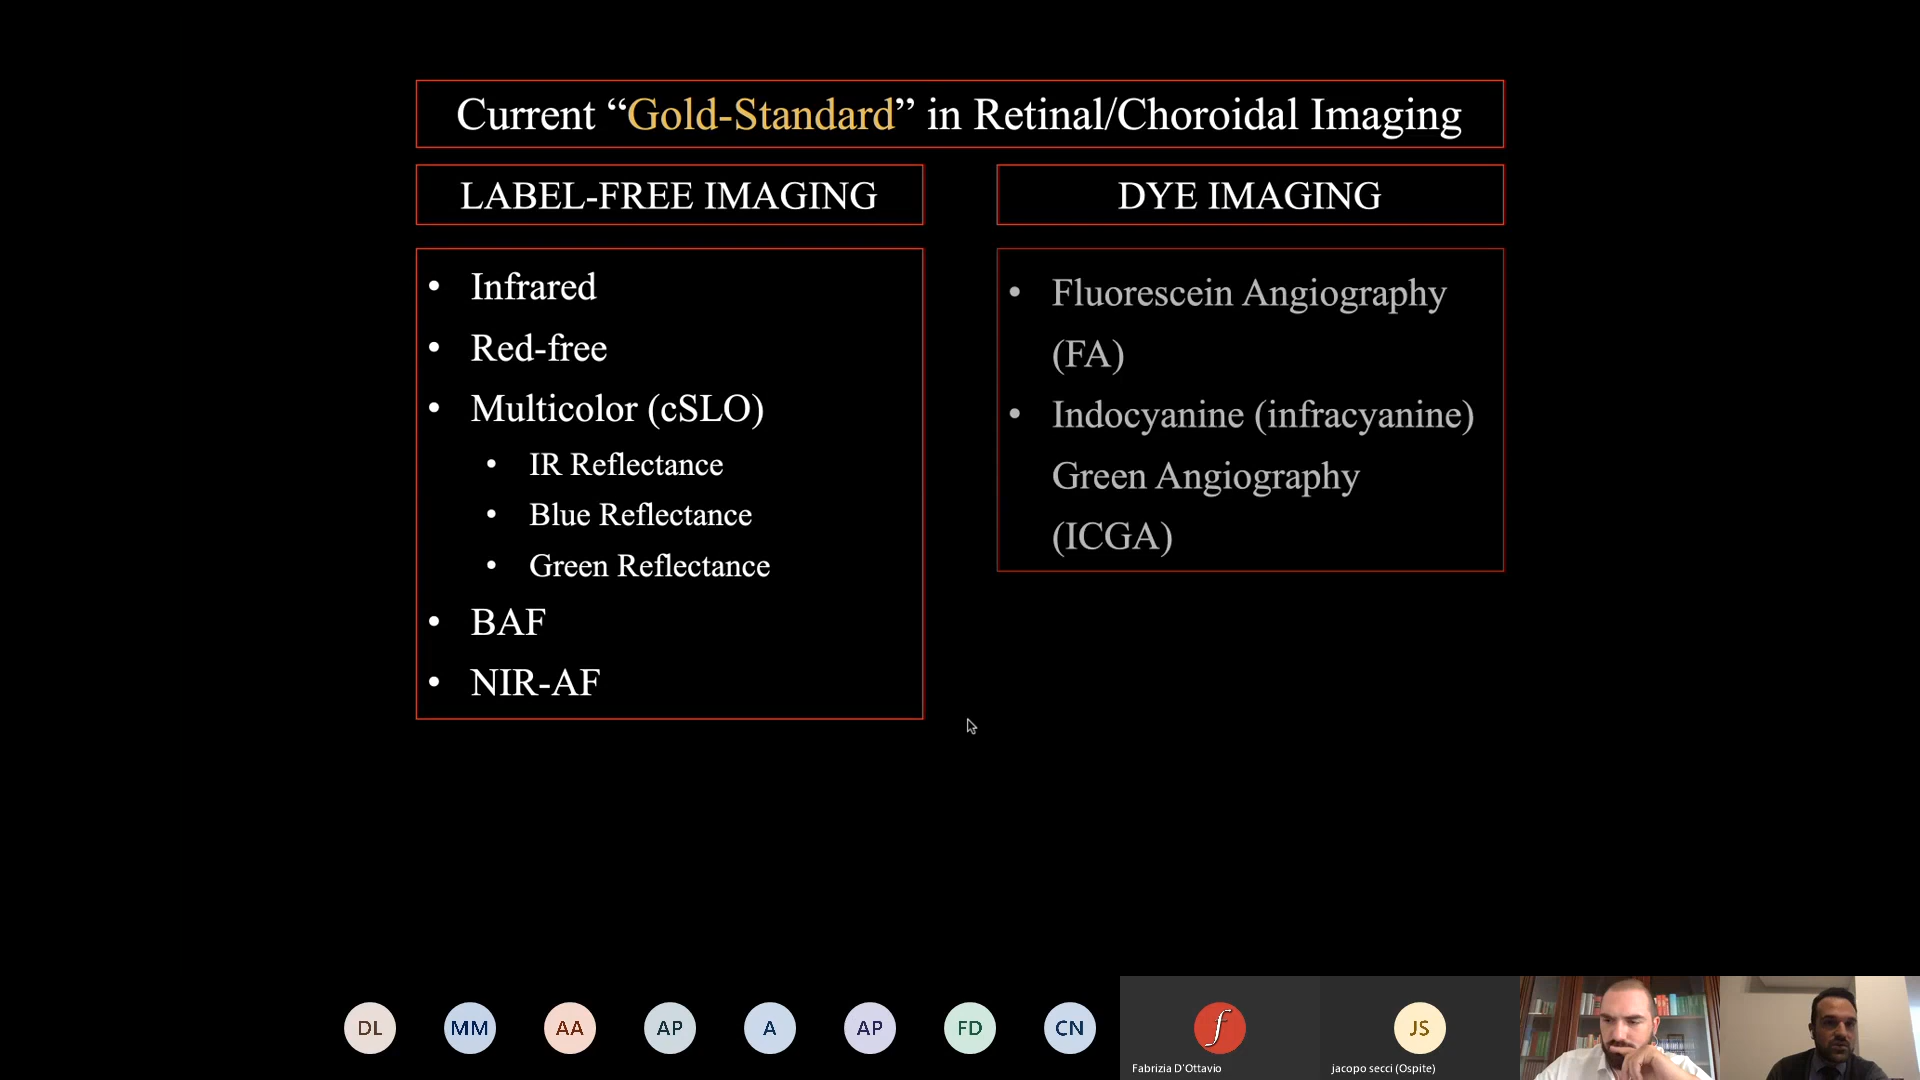 Current “Gold-Standard” in Retinal/Choroidal Imaging
LABEL-FREE IMAGING
DYE IMAGING
• Infrared
• Red-free
• Multicolor (cSLO)
• IR Reflectance
• Blue Reflectance
• Green Reflectance
• BAF
• NIR-AF
• Fluorescein Angiography
(FA)
• Indocyanine (infracyanine)
Green Angiography
(ICGA)
DL
MM
AA
AP
A
AP
FD
CN
f
Fabrizia D'Ottavio
JS
jacopo secci (Ospite)